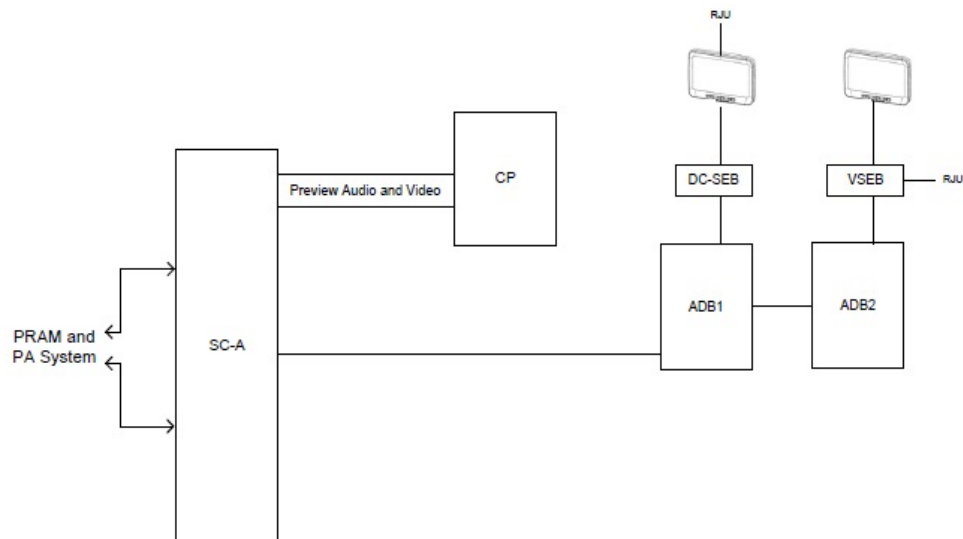 RJU
Preview Audio and Video
CP
DC-SEB
VSEB
RJU
PRAM and
PA System
SC-A
ADB1
ADB2